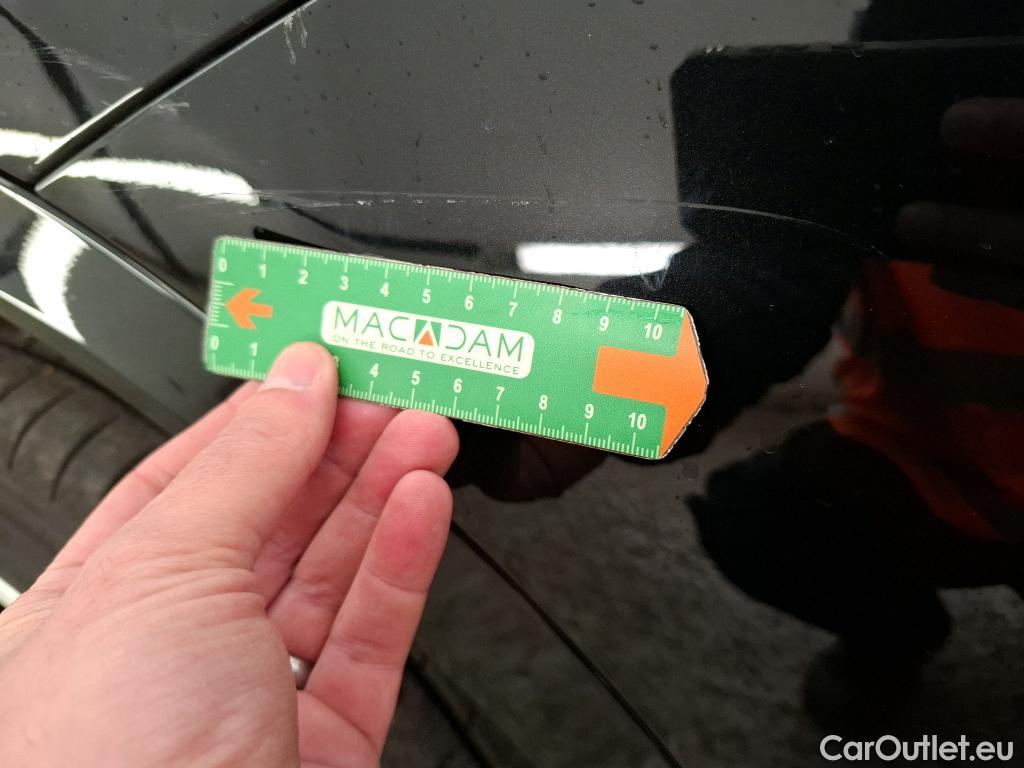 0 1 2 3 4 5 6 7 8 9 10
MACADAM
ON THE ROAD TO EXCELLENCE
0 1 4 5 6 7 8 9 10
CarOutlet.eu